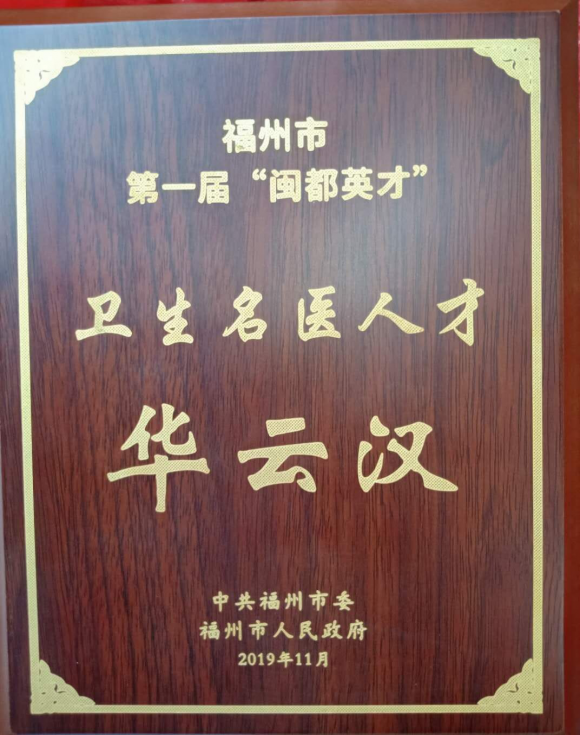 福州市
第一届“闽都英才”
卫生名医人才
华云汉
中共福州市委
福州市人民政府
2019年11月